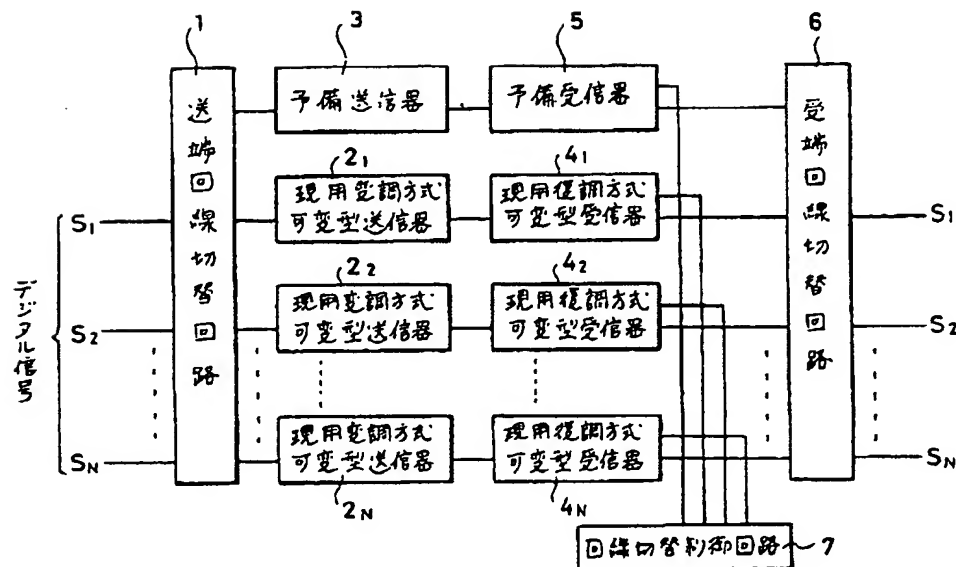 1
3
5
6
送端回線切替回路
予備送信器
予備受信器
受端回線切替回路
2₁
4₁
現用変調方式
可変型送信器
現用復調方式
可変型受信器
S₁
S₁
2₂
4₂
現用変調方式
可変型送信器
現用復調方式
可変型受信器
デジタル信号
S₂
S₂
現用変調方式
可変型送信器
現用復調方式
可変型受信器
S_N
S_N
2_N
4_N
回線切替制御回路
7